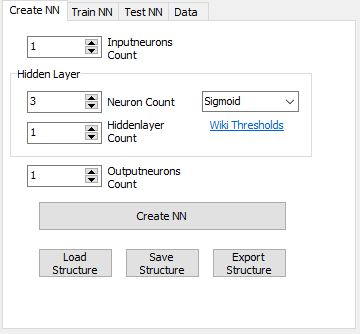 Create NN Train NN Test NN Data
1 Inputneurons
Count
Hidden Layer
3 Neuron Count Sigmoid
1 Hiddenlayer
Count Wiki Thresholds
1 Outputneurons
Count
Create NN
Load
Structure
Save
Structure
Export
Structure